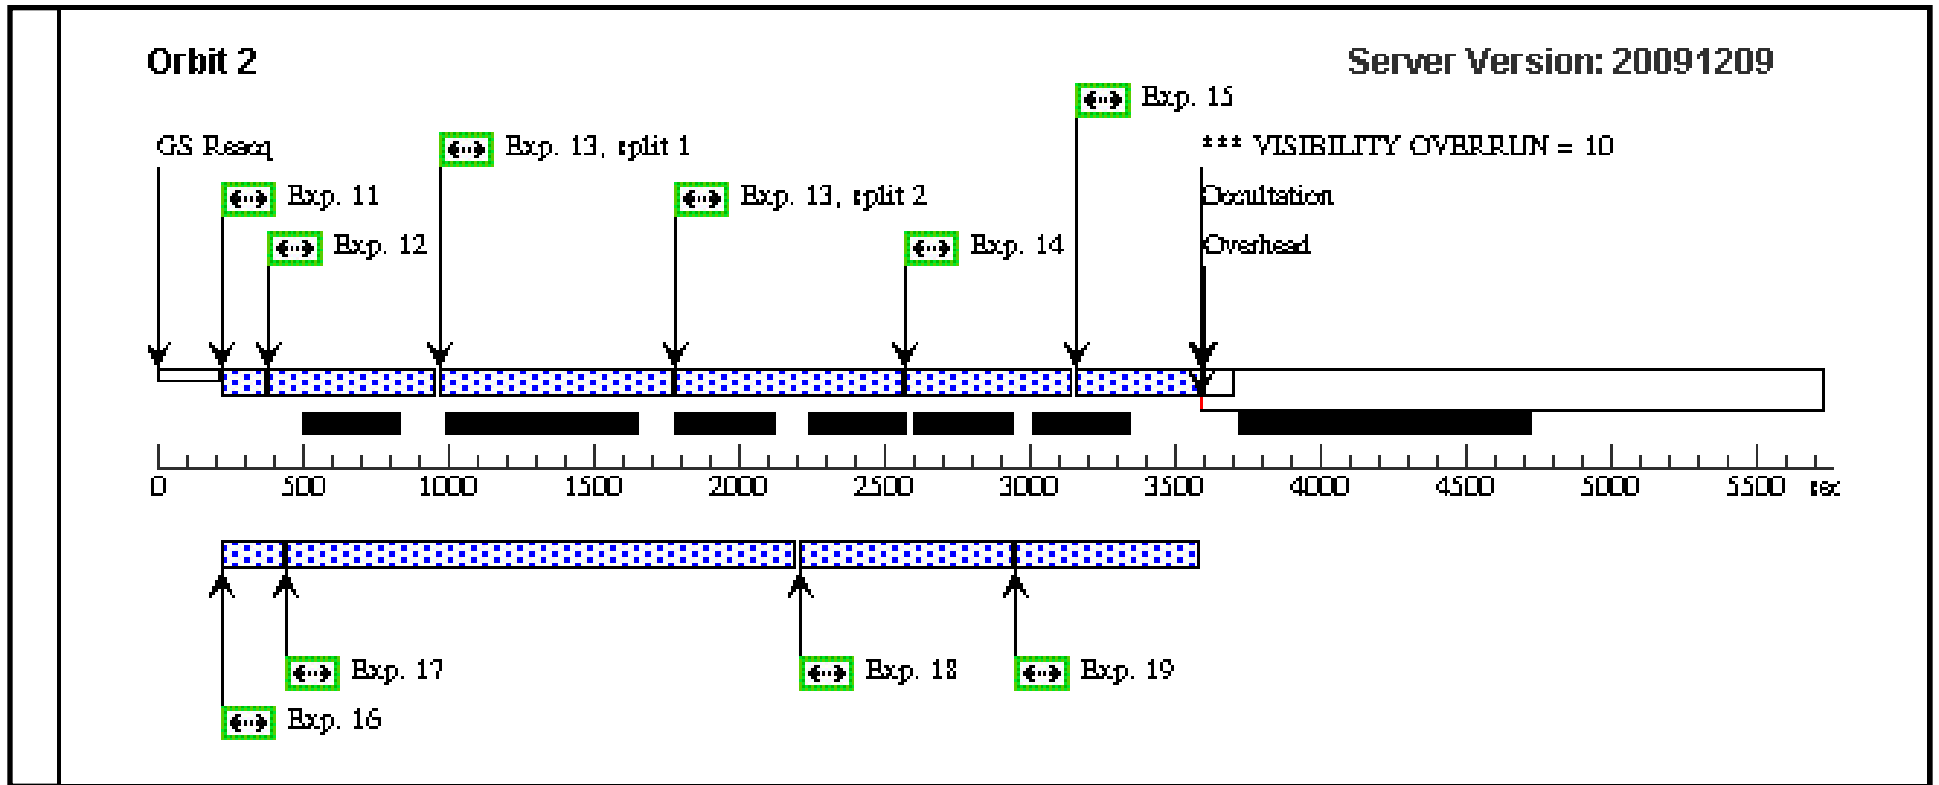 Orbit 2
Server Version: 20091209
Exp. 15
GS Reacq
Exp. 13, split 1
*** VISIBILITY OVERRUN = 10
Exp. 11
Exp. 13, split 2
Occultation
Exp. 12
Exp. 14
Overhead
0 500 1000 1500 2000 2500 3000 3500 4000 4500 5000 5500 sec
Exp. 17
Exp. 18
Exp. 19
Exp. 16